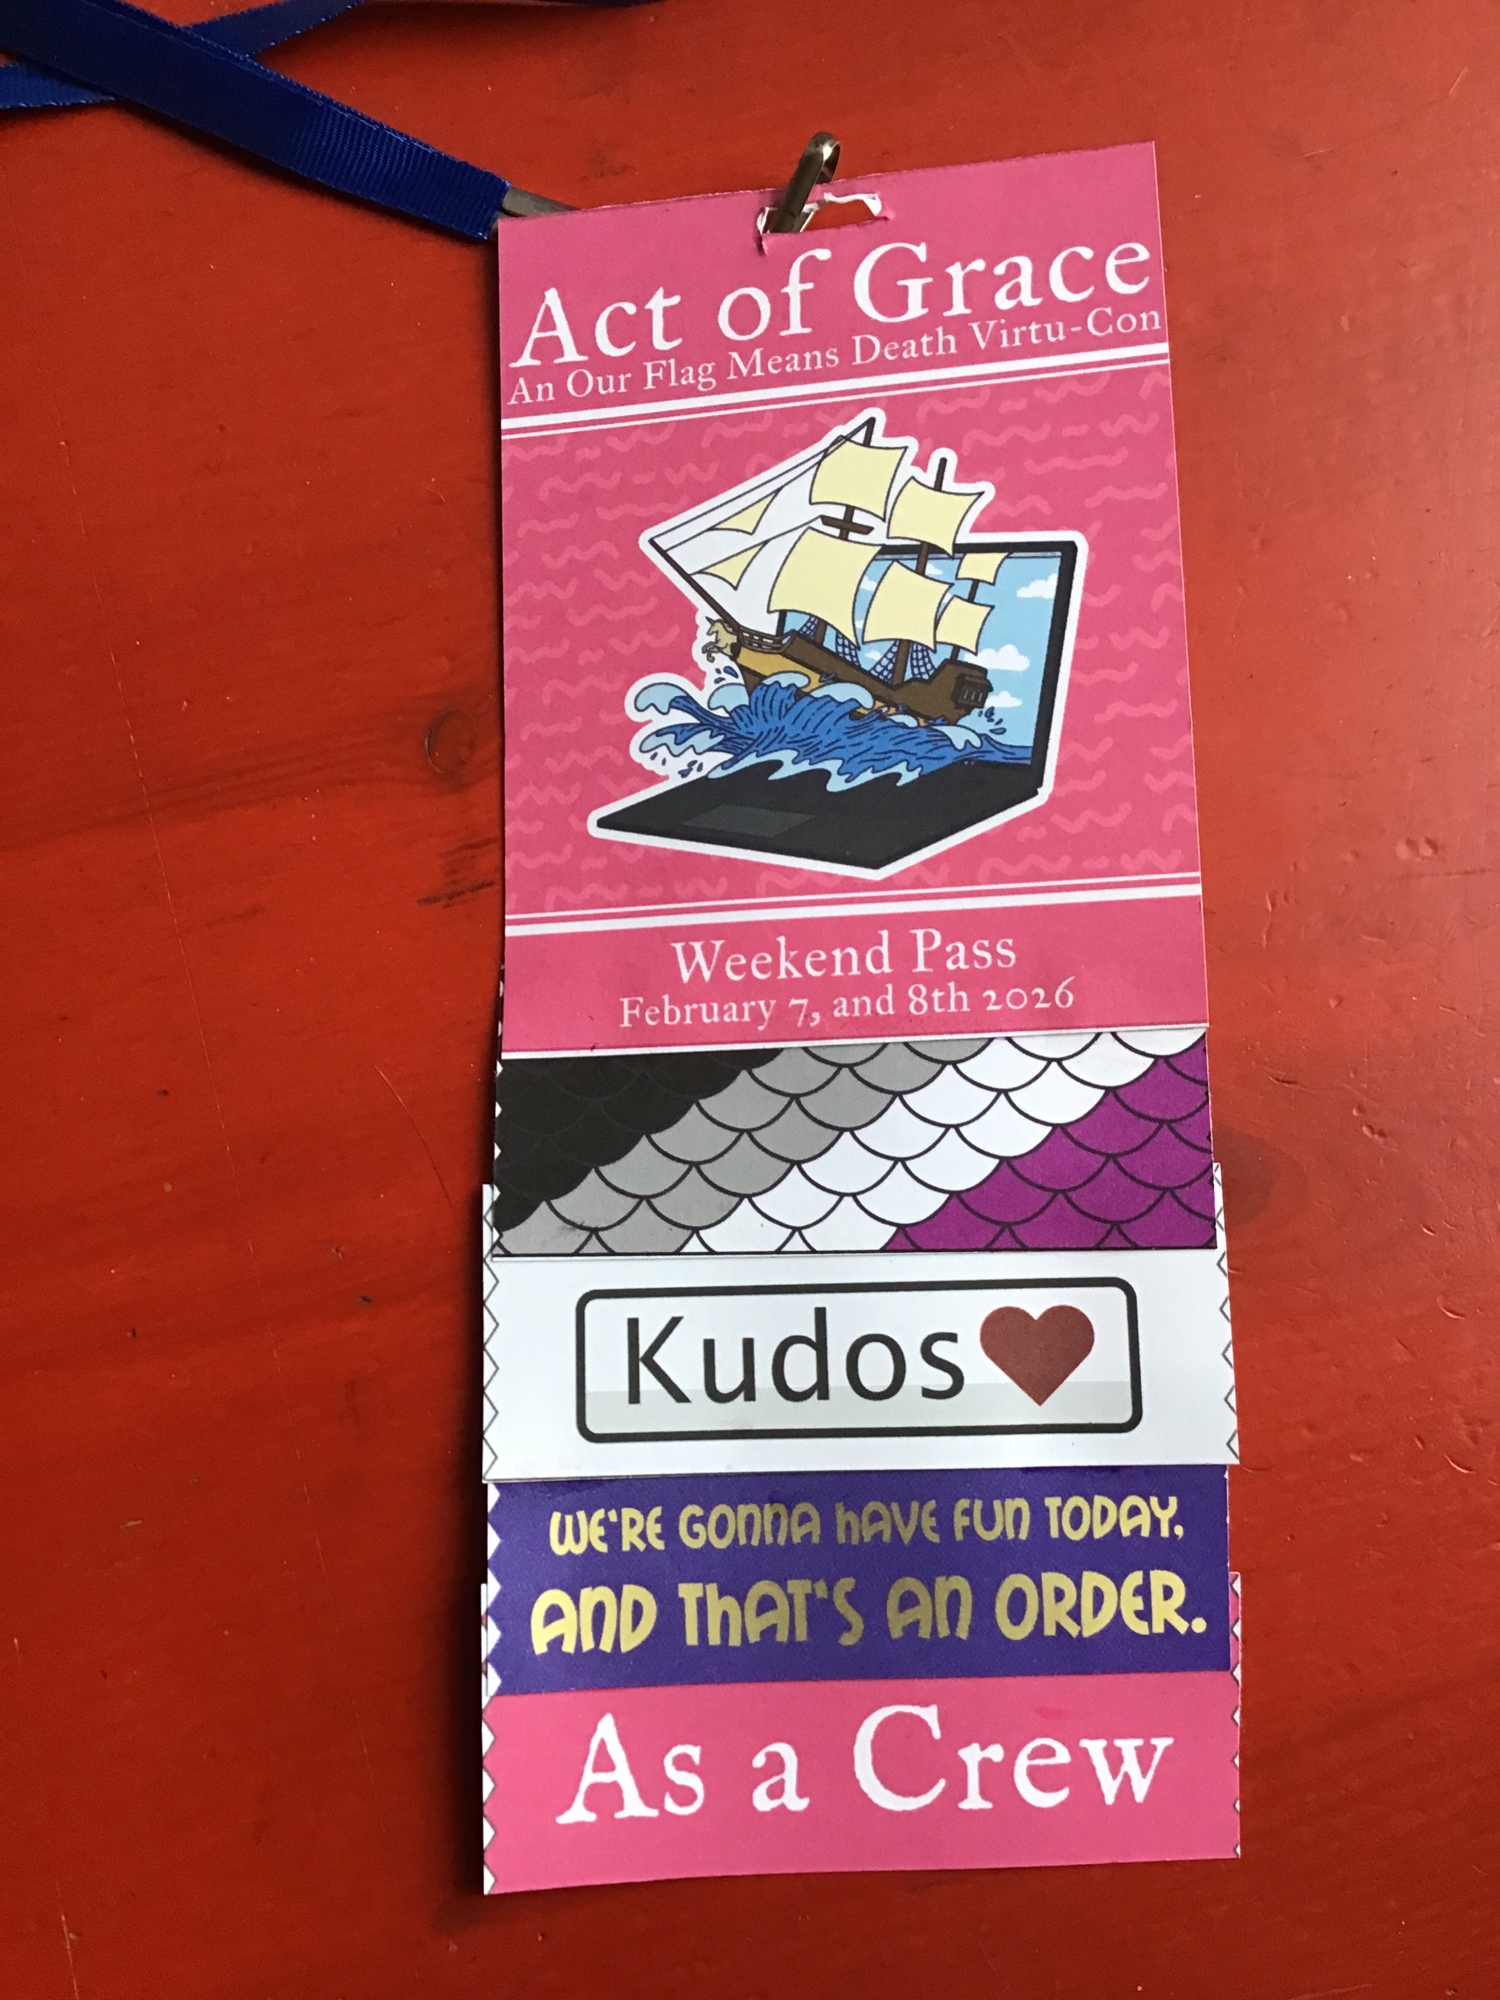 Act of Grace
An Our Flag Means Death Virtu-Con
Weekend Pass
February 7, and 8th 2026
Kudos
WE'RE GONNA HAVE FUN TODAY,
AND THAT'S AN ORDER.
As a Crew